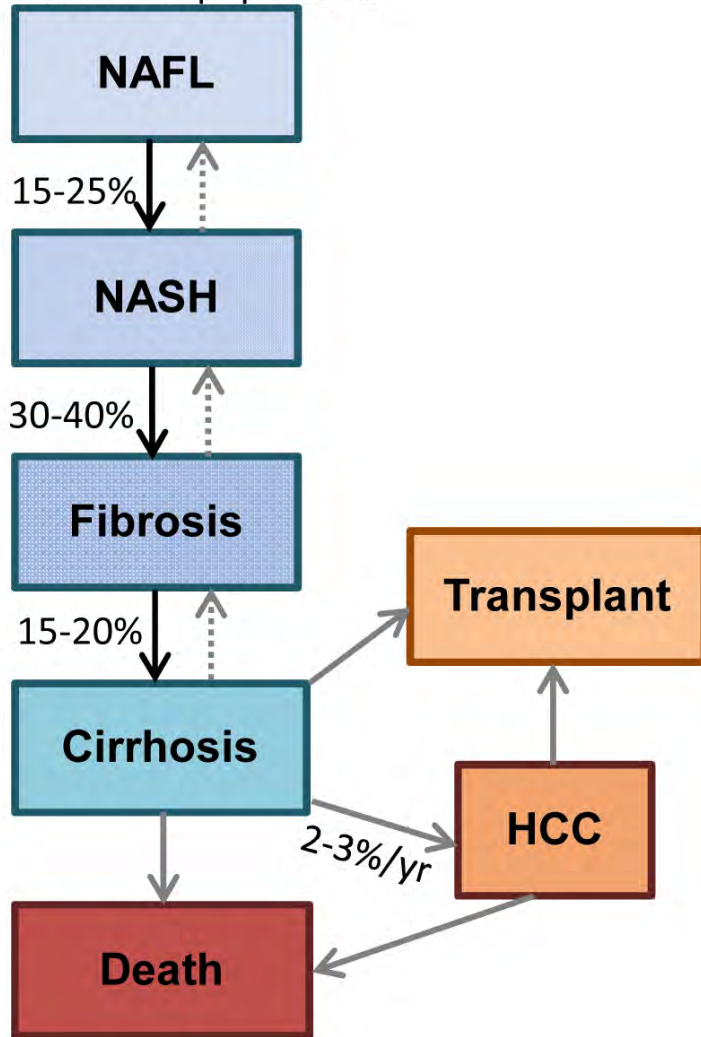 NAFL
15-25%
NASH
30-40%
Fibrosis
Transplant
15-20%
Cirrhosis
HCC
2-3%/yr
Death